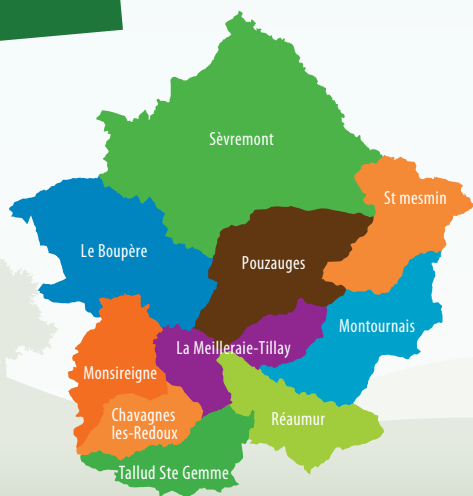 Sèvremont
St mesmin
Le Boupère
Pouzauges
Montournais
La Meilleraie-Tillay
Monsireigne
Chavagnes
les-Redoux
Réaumur
Tallud Ste Gemme